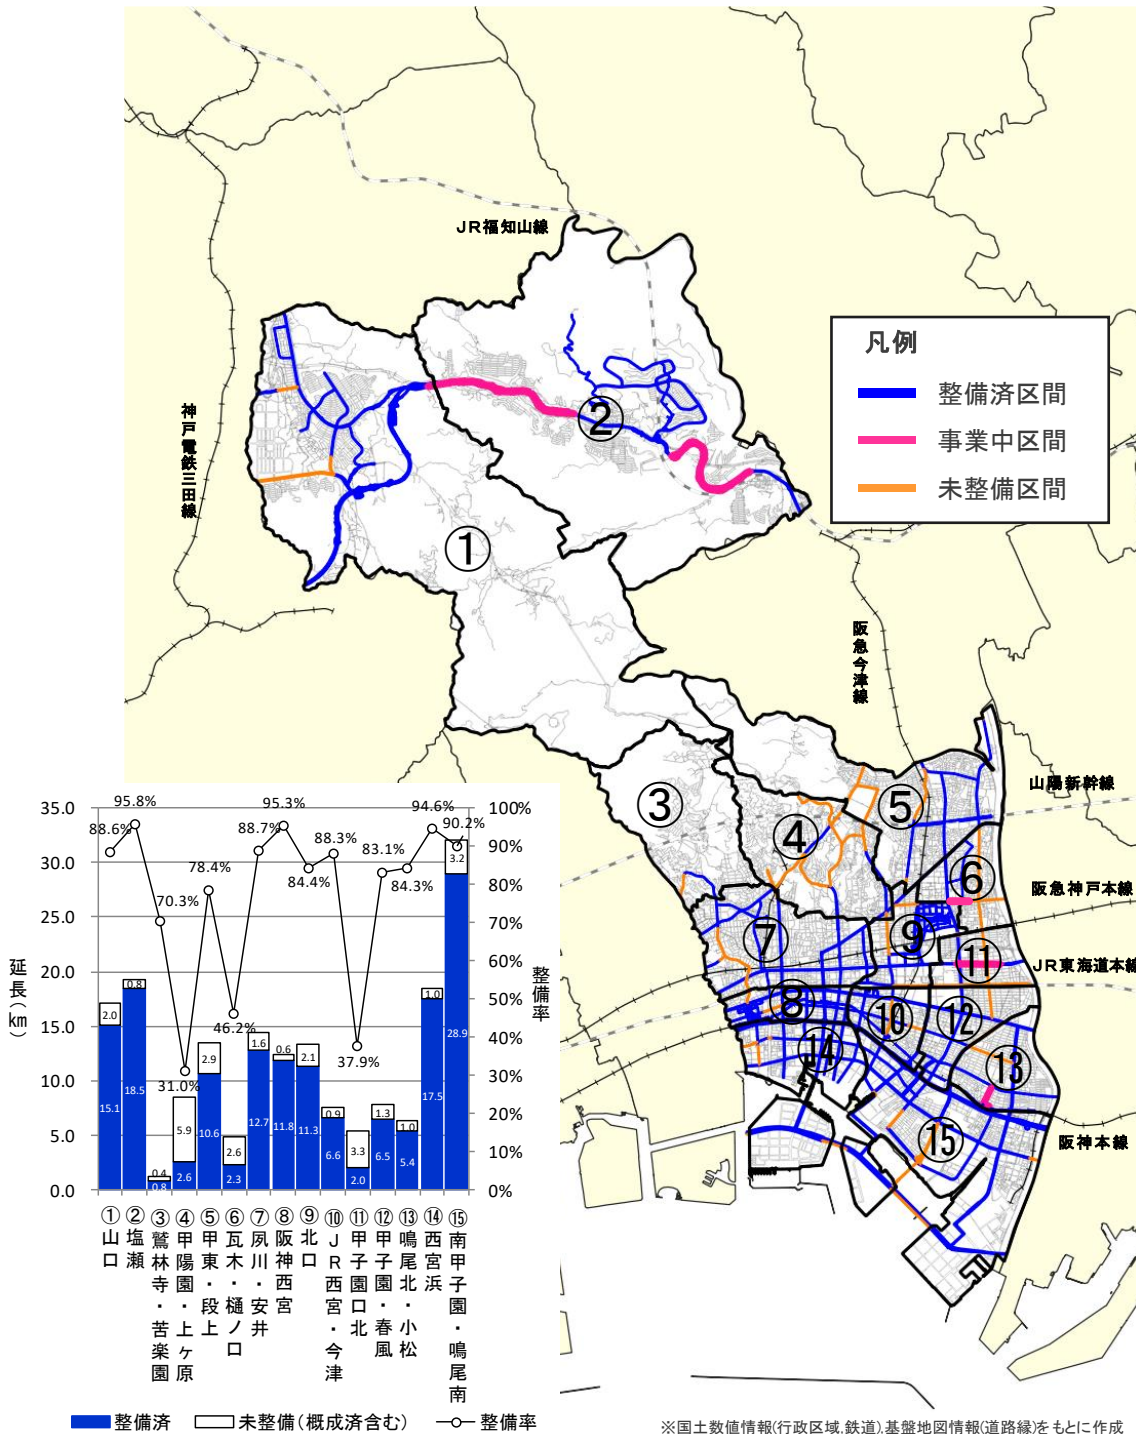 JR福知山線
神戸電鉄三田線
凡例
整備済区間
事業中区間
未整備区間
①
②
③
④
⑤
⑥
⑦
⑧
⑨
⑩
⑪
⑫
⑬
⑭
⑮
阪急今津線
山陽新幹線
阪急神戸本線
JR東海道本線
阪神本線
延長(㎞)
35.0
30.0
25.0
20.0
15.0
10.0
5.0
0.0
整備率
100%
90%
80%
70%
60%
50%
40%
30%
20%
10%
0%
88.6%
95.8%
70.3%
31.0%
78.4%
46.2%
88.7%
95.3%
84.4%
88.3%
37.9%
83.1%
84.3%
94.6%
90.2%
2.0
0.8
0.4
5.9
2.9
2.6
1.6
0.6
2.1
0.9
3.3
1.3
1.0
1.0
3.2
15.1
18.5
0.8
2.6
10.6
2.3
12.7
11.8
11.3
6.6
2.0
6.5
5.4
17.5
28.9
①山口
②塩瀬
③鷲林寺・苦楽園
④甲陽園・上ヶ原
⑤甲東・段上
⑥瓦木・樋ノ口
⑦夙川・安井
⑧阪神西宮
⑨北口
⑩JR西宮・今津
⑪甲子園口北
⑫甲子園・春風
⑬鳴尾北・小松
⑭西宮浜
⑮南甲子園・鳴尾南
整備済
未整備(概成済含む)
整備率
※国土数値情報(行政区域,鉄道),基盤地図情報(道路縁)をもとに作成